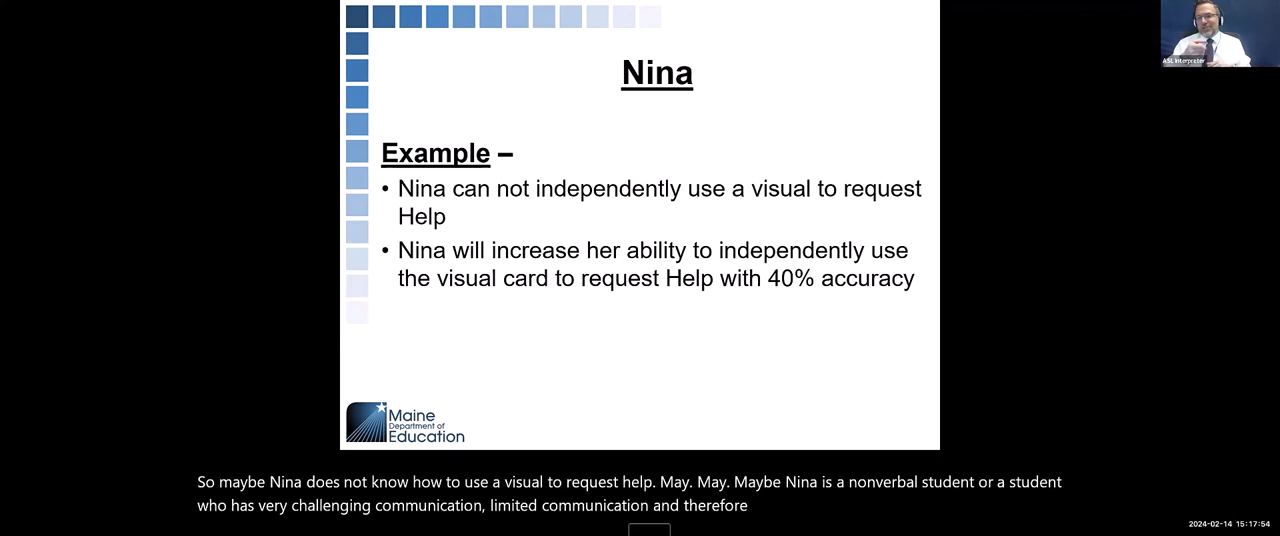 ASL Interpreter
Nina
Example –
• Nina can not independently use a visual to request
Help
• Nina will increase her ability to independently use
the visual card to request Help with 40% accuracy
Maine
Department of
Education
So maybe Nina does not know how to use a visual to request help. May. May. Maybe Nina is a nonverbal student or a student
who has very challenging communication, limited communication and therefore
2024-02-14 15:17:54